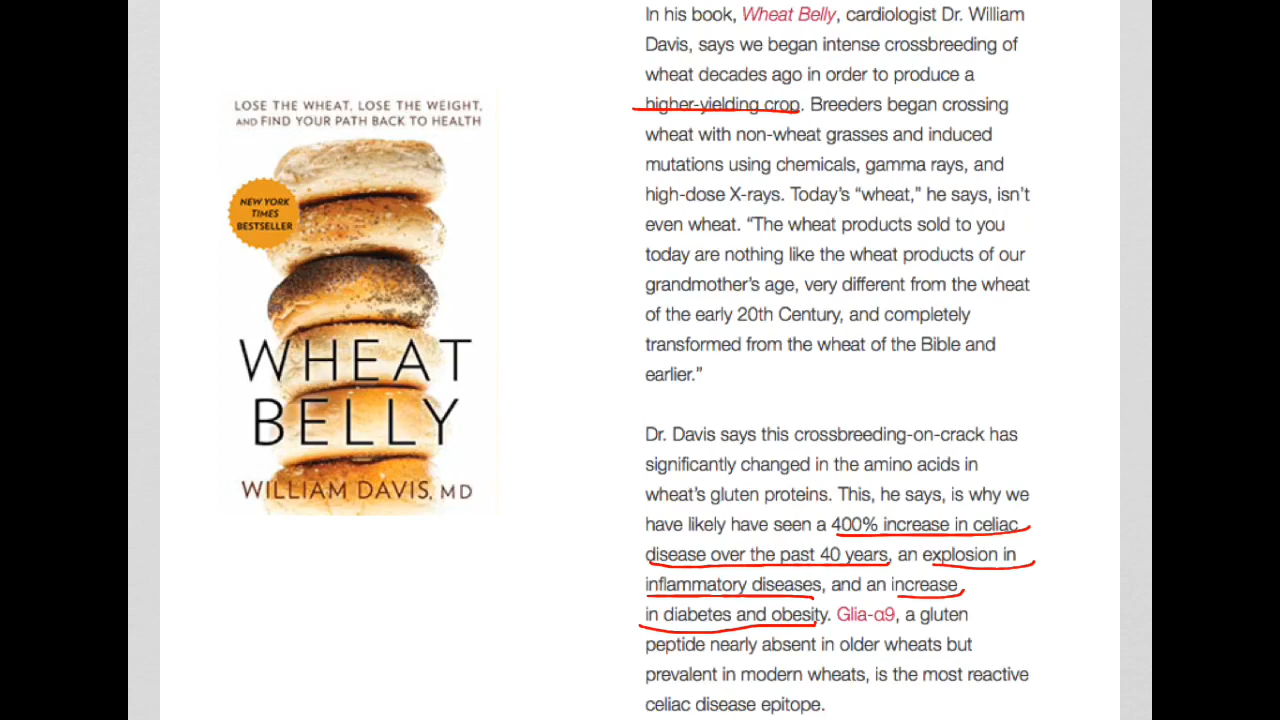 LOSE THE WHEAT, LOSE THE WEIGHT,
AND FIND YOUR PATH BACK TO HEALTH
NEW YORK
TIMES
BESTSELLER
WHEAT
BELLY
WILLIAM DAVIS, MD
In his book, Wheat Belly, cardiologist Dr. William
Davis, says we began intense crossbreeding of
wheat decades ago in order to produce a
higher-yielding crop. Breeders began crossing
wheat with non-wheat grasses and induced
mutations using chemicals, gamma rays, and
high-dose X-rays. Today’s “wheat,” he says, isn’t
even wheat. “The wheat products sold to you
today are nothing like the wheat products of our
grandmother’s age, very different from the wheat
of the early 20th Century, and completely
transformed from the wheat of the Bible and
earlier.”
Dr. Davis says this crossbreeding-on-crack has
significantly changed in the amino acids in
wheat’s gluten proteins. This, he says, is why we
have likely have seen a 400% increase in celiac
disease over the past 40 years, an explosion in
inflammatory diseases, and an increase
in diabetes and obesity. Glia-α9, a gluten
peptide nearly absent in older wheats but
prevalent in modern wheats, is the most reactive
celiac disease epitope.